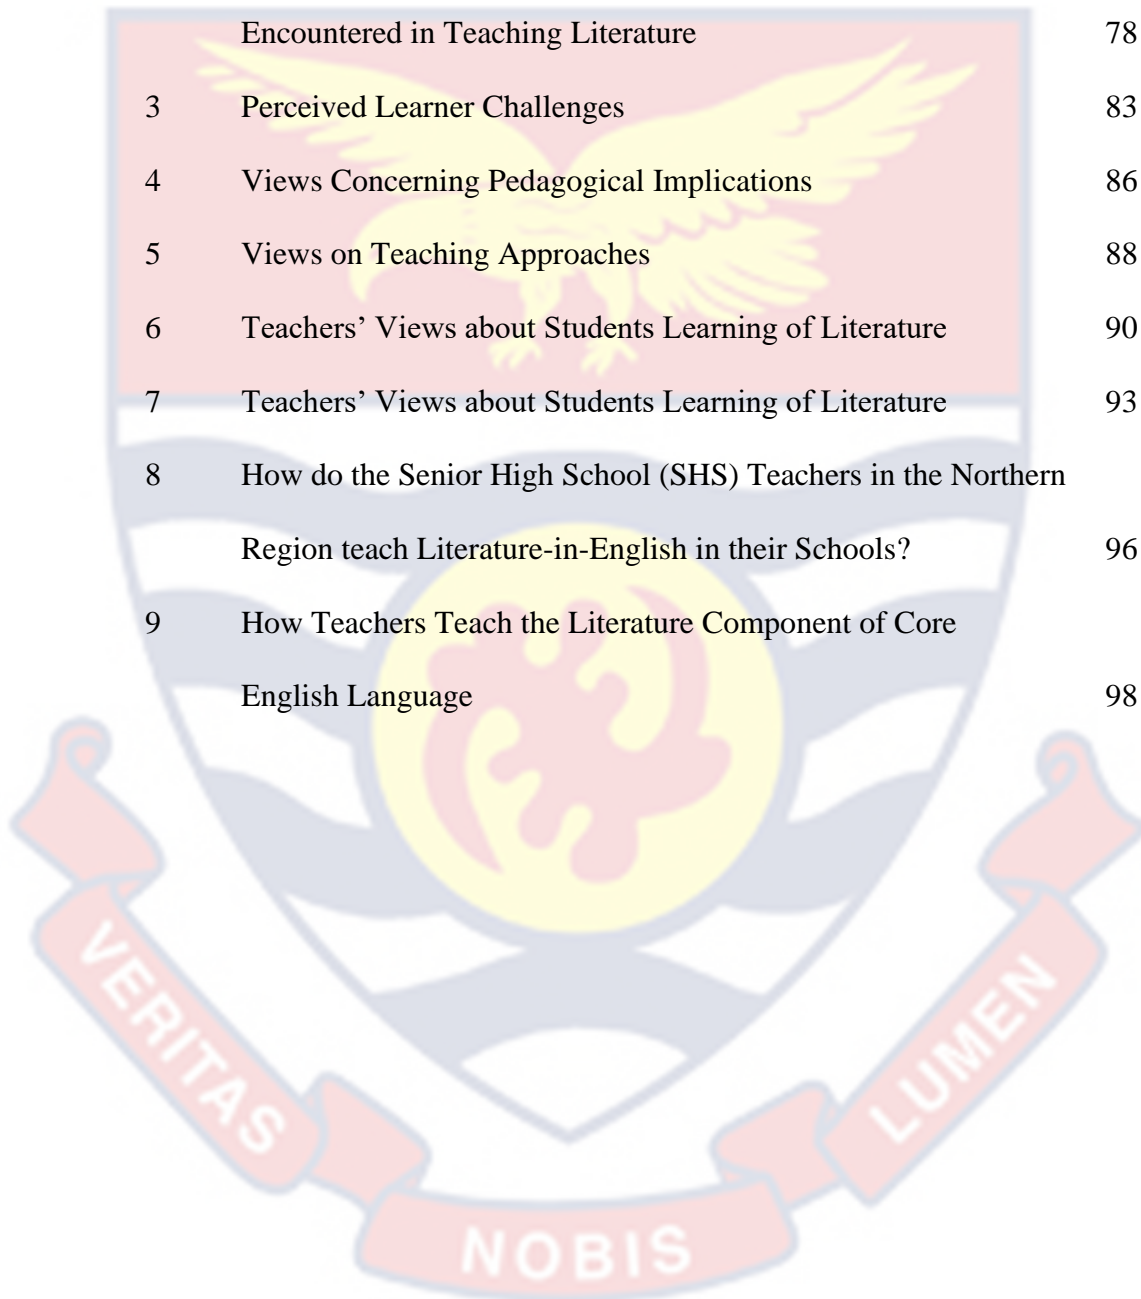 Encountered in Teaching Literature 78
3 Perceived Learner Challenges 83
4 Views Concerning Pedagogical Implications 86
5 Views on Teaching Approaches 88
6 Teachers’ Views about Students Learning of Literature 90
7 Teachers’ Views about Students Learning of Literature 93
8 How do the Senior High School (SHS) Teachers in the Northern
Region teach Literature-in-English in their Schools? 96
9 How Teachers Teach the Literature Component of Core
English Language 98
VERITAS
NOBIS
LUMEN